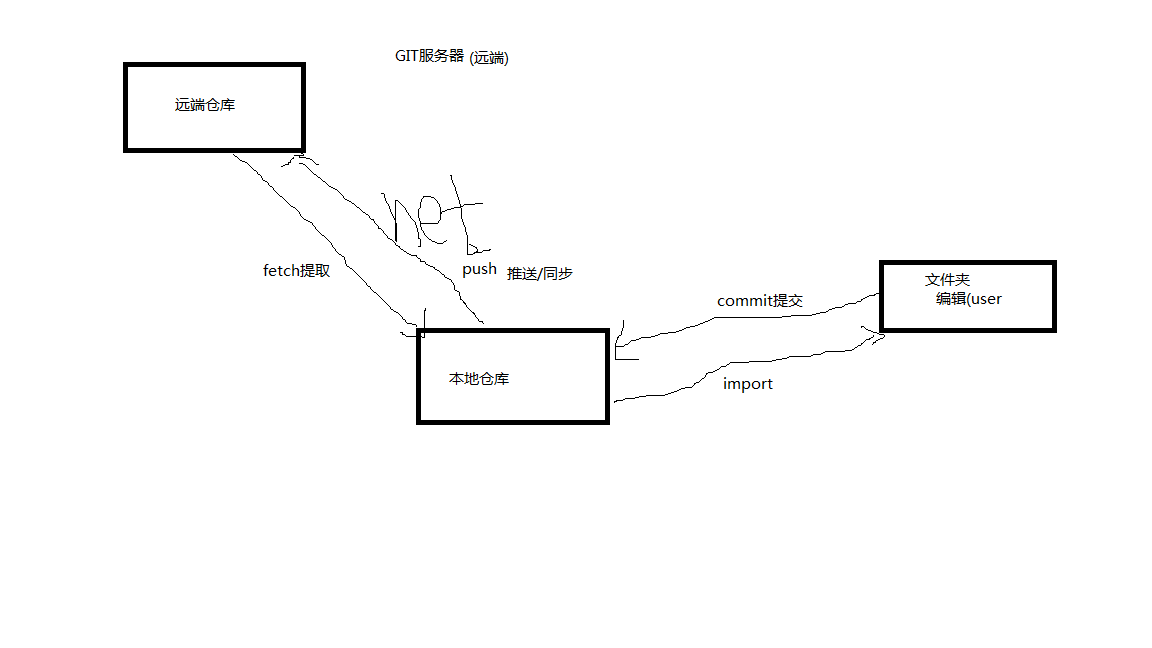 GIT服务器 (远端)
远端仓库
net
fetch提取
push 推送/同步
文件夹
编辑(user
commit提交
本地仓库
import